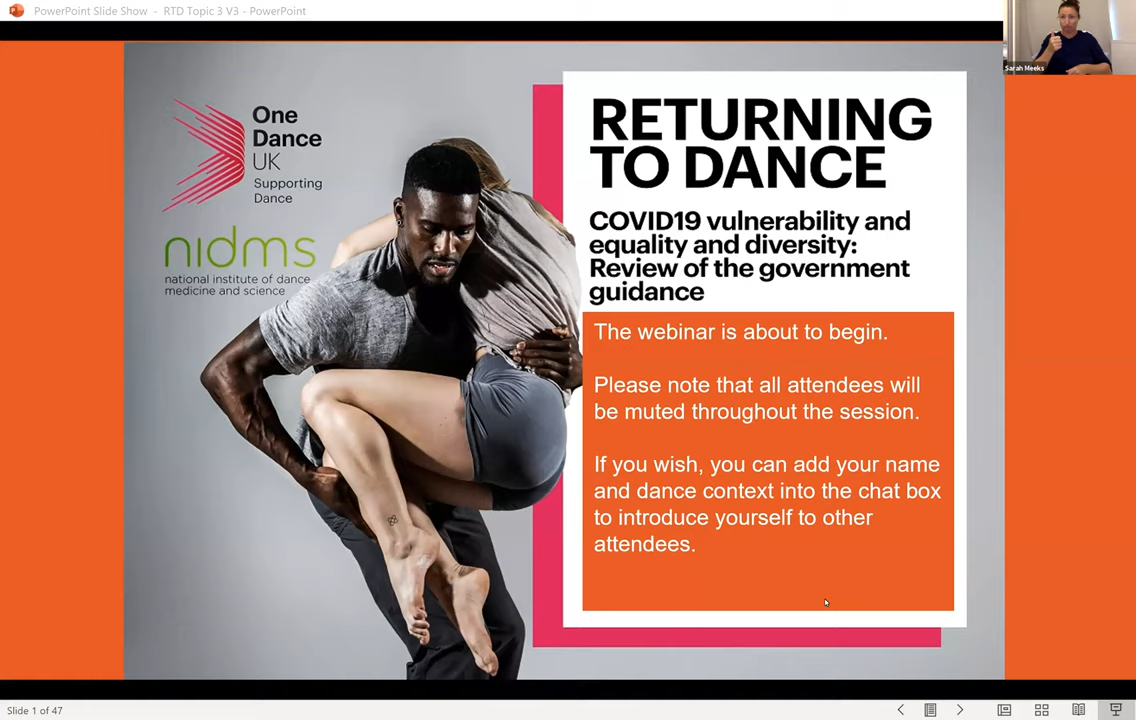 PowerPoint Slide Show - RTD Topic 3 V3 - PowerPoint
Sarah Meeks
One
Dance
UK
Supporting
Dance
nidms
national institute of dance
medicine and science
RETURNING
TO DANCE
COVID19 vulnerability and
equality and diversity:
Review of the government
guidance
The webinar is about to begin.
Please note that all attendees will
be muted throughout the session.
If you wish, you can add your name
and dance context into the chat box
to introduce yourself to other
attendees.
Slide 1 of 47